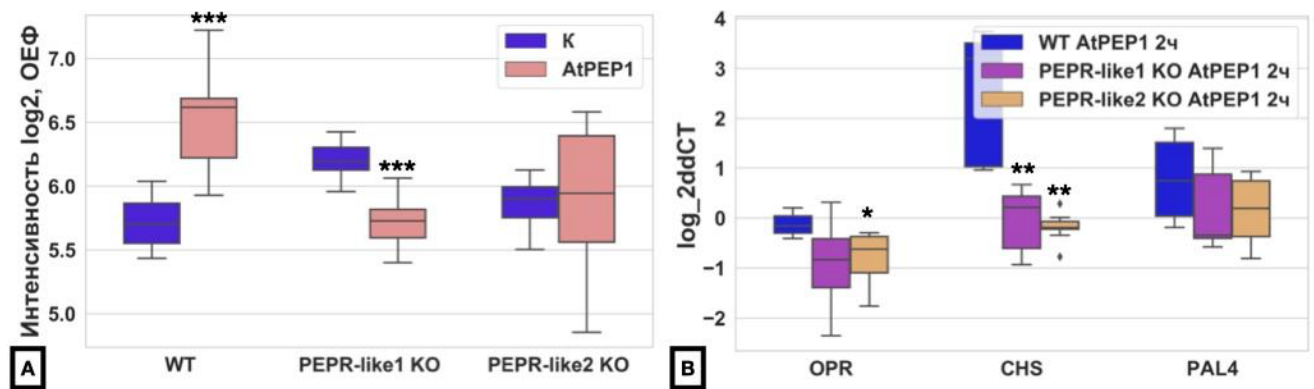 Интенсивность log2, ОЕФ
7.0
6.5
6.0
5.5
5.0
***
***
К
AtPEP1
WT
PEPR-like1 KO
PEPR-like2 KO
A
log_2ddCT
4
3
2
1
0
−1
−2
WT AtPEP1 2ч
PEPR-like1 KO AtPEP1 2ч
PEPR-like2 KO AtPEP1 2ч
*
**
**
OPR
CHS
PAL4
B